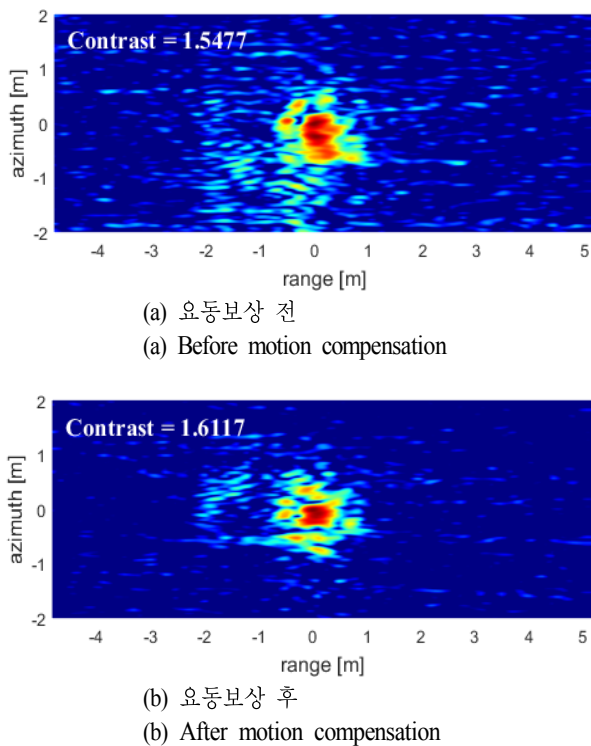 Contrast = 1.5477
2
1
0
-1
-2
azimuth [m]
-4 -3 -2 -1 0 1 2 3 4 5
range [m]
(a) 요동보상 전
(a) Before motion compensation
Contrast = 1.6117
2
1
0
-1
-2
azimuth [m]
-4 -3 -2 -1 0 1 2 3 4 5
range [m]
(b) 요동보상 후
(b) After motion compensation